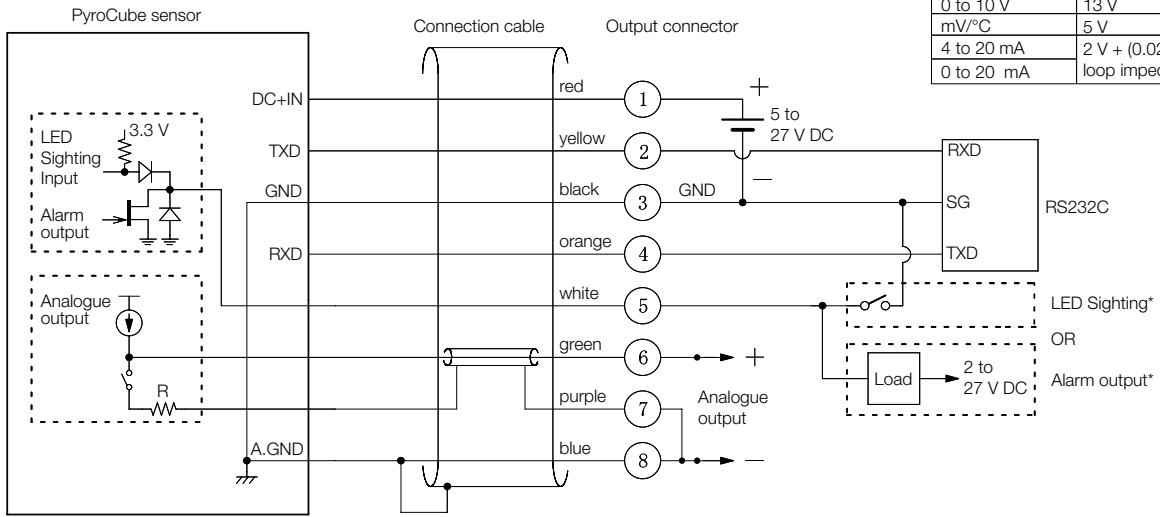 PyroCube sensor
Connection cable
Output connector
0 to 10 V 13 V
mV/°C 5 V
4 to 20 mA 2 V + (0.02
0 to 20 mA loop
DC+IN
red
1
+
5 to
27 V DC
LED
Sighting
Input
3.3 V
TXD
yellow
2
RXD
GND
black
3
GND
—
SG
RS232C
Alarm
output
RXD
orange
4
TXD
white
5
LED Sighting*
Analogue
output
green
6
+
OR
R
purple
7
Analogue
output
Load
2 to
27 V DC
Alarm output*
A.GND
blue
8
—